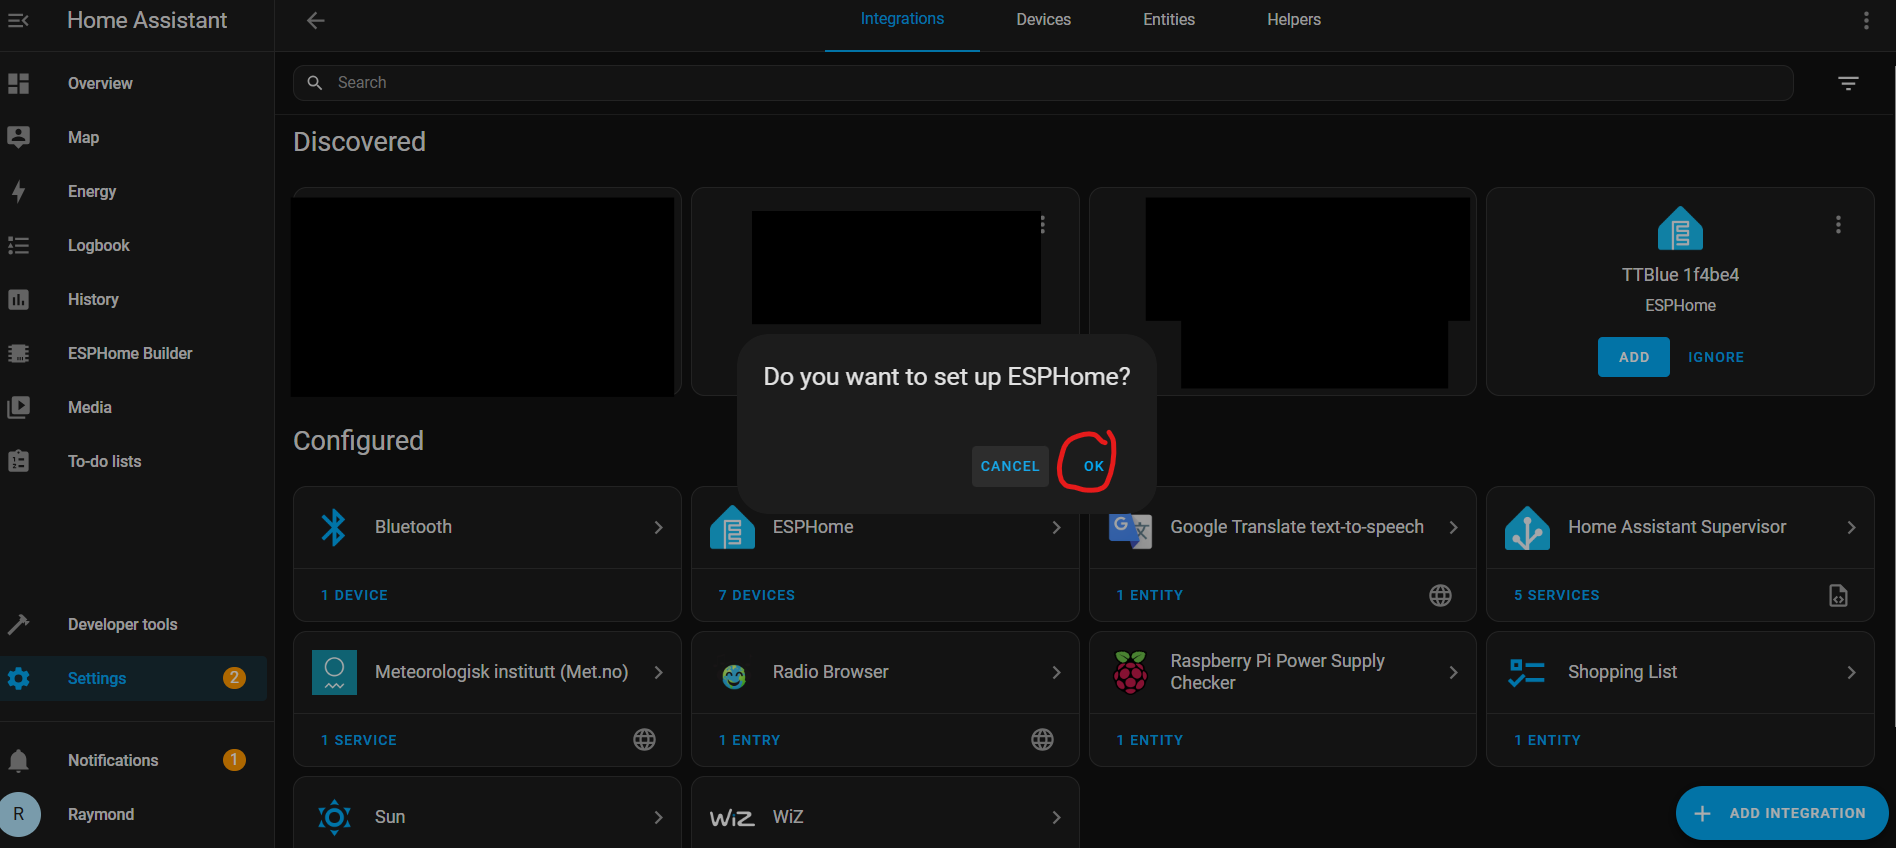 Home Assistant
Integrations
Devices
Entities
Helpers
Search
Overview
Map
Energy
Logbook
History
ESPHome Builder
Media
To-do lists
Developer tools
Settings
2
Notifications
1
R
Raymond
Discovered
TTBlue 1f4be4
ESPHome
ADD
IGNORE
Do you want to set up ESPHome?
CANCEL
OK
Configured
Bluetooth
1 DEVICE
ESPHome
7 DEVICES
G 文
Google Translate text-to-speech
1 ENTITY
Home Assistant Supervisor
5 SERVICES
Meteorologisk institutt (Met.no)
1 SERVICE
Radio Browser
1 ENTRY
Raspberry Pi Power Supply
Checker
1 ENTITY
Shopping List
1 ENTITY
Sun
WiZ
WiZ
ADD INTEGRATION